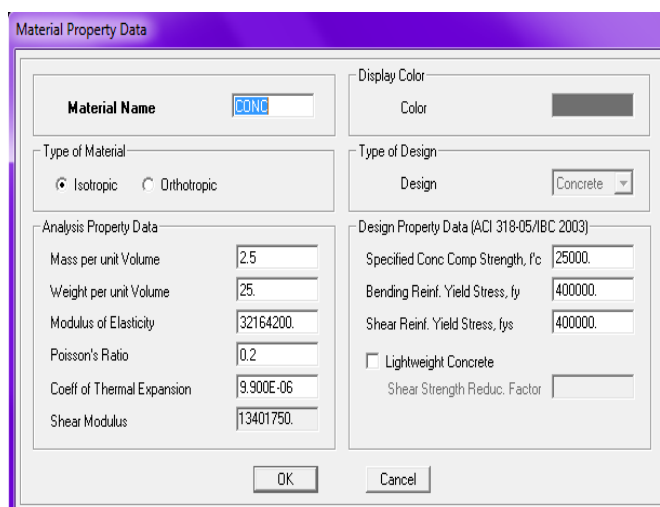 Material Property Data
Material Name CONC
Display Color
Color
Type of Material
Isotropic Orthotropic
Type of Design
Design Concrete
Analysis Property Data
Mass per unit Volume 2.5
Weight per unit Volume 25.
Modulus of Elasticity 32164200.
Poisson's Ratio 0.2
Coeff of Thermal Expansion 9.900E-06
Shear Modulus 13401750.
Design Property Data (ACI 318-05/IBC 2003)
Specified Conc Comp Strength, f'c 25000.
Bending Reinf. Yield Stress, fy 400000.
Shear Reinf. Yield Stress, fys 400000.
Lightweight Concrete
Shear Strength Reduc. Factor
OK Cancel